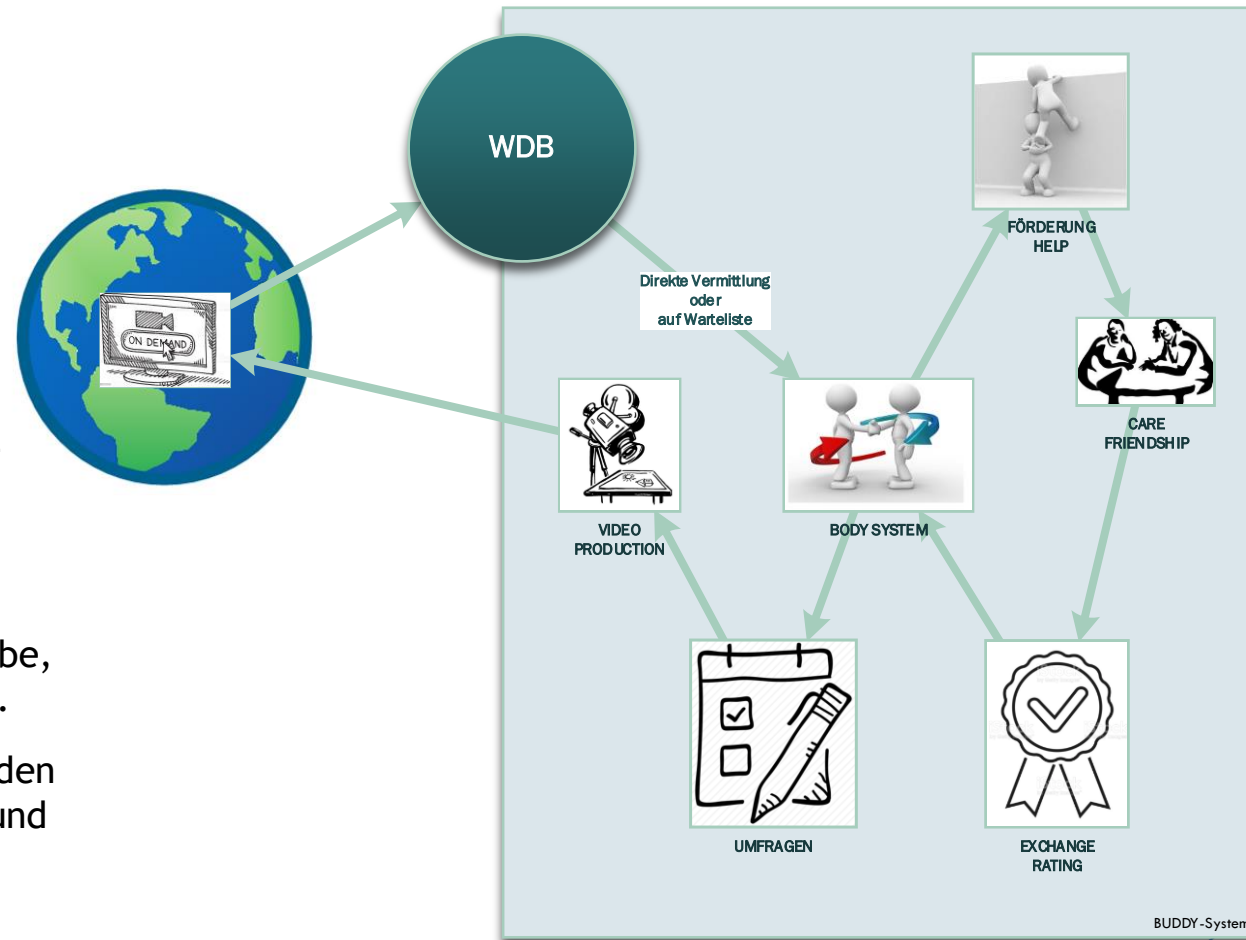 WDB
FÖRDERUNG
HELP
Direkte Vermittlung
oder
auf Warteliste
ON DEMAND
CARE
FRIENDSHIP
VIDEO
PRODUCTION
BODY SYSTEM
be,
.
den
und
UMFRAGEN
EXCHANGE
RATING
BUDDY-System